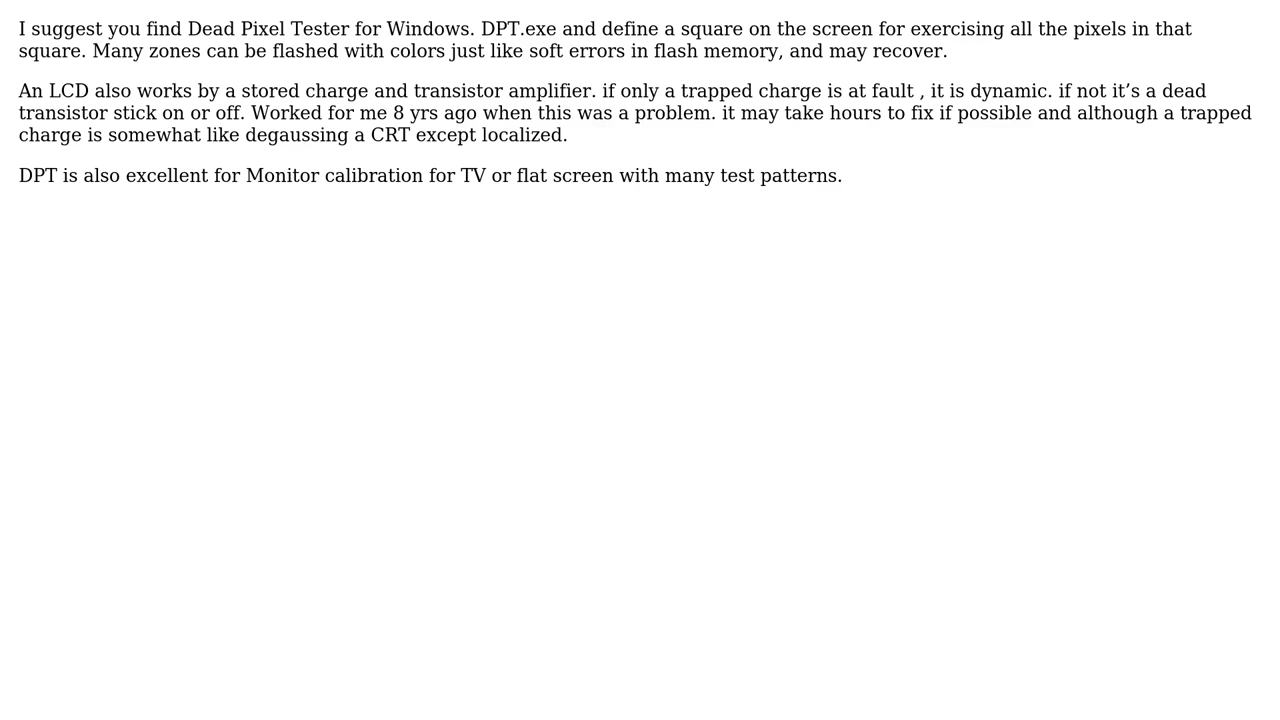 I suggest you find Dead Pixel Tester for Windows. DPT.exe and define a square on the screen for exercising all the pixels in that
square. Many zones can be flashed with colors just like soft errors in flash memory, and may recover.
An LCD also works by a stored charge and transistor amplifier. if only a trapped charge is at fault , it is dynamic. if not it’s a dead
transistor stick on or off. Worked for me 8 yrs ago when this was a problem. it may take hours to fix if possible and although a trapped
charge is somewhat like degaussing a CRT except localized.
DPT is also excellent for Monitor calibration for TV or flat screen with many test patterns.